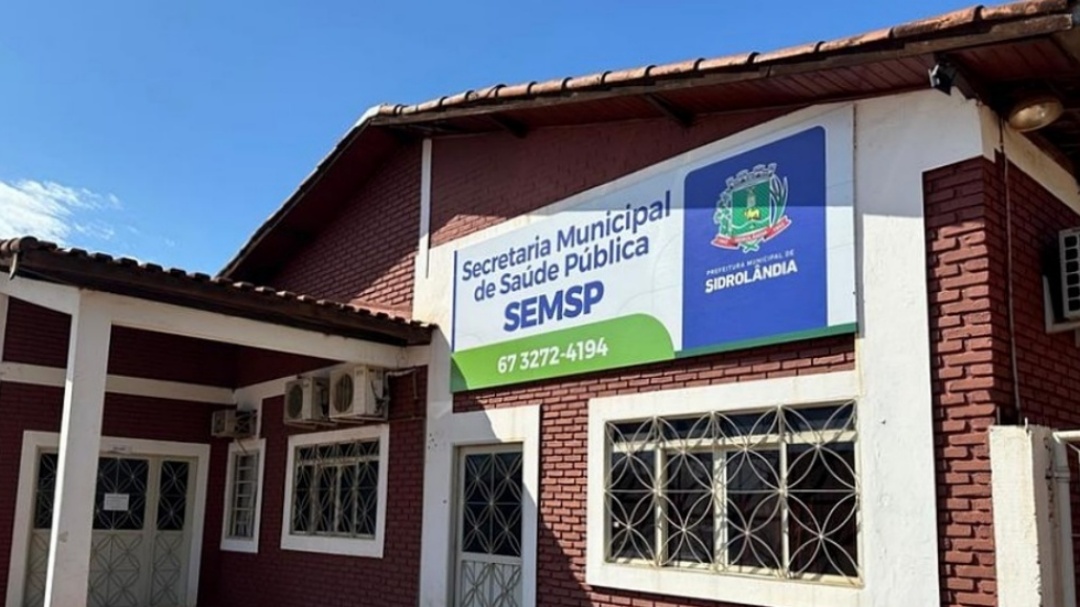 Secretaria Municipal
de Saúde Pública
SEMSP
67 3272-4194
PREFEITURA MUNICIPAL DE
SIDROLÂNDIA